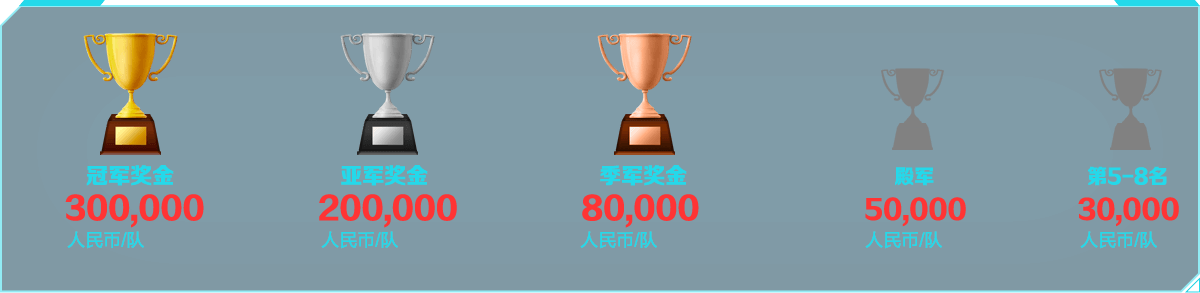 冠军奖金
300,000
人民币/队
亚军奖金
200,000
人民币/队
季军奖金
80,000
人民币/队
殿军
50,000
人民币/队
第5-8名
30,000
人民币/队